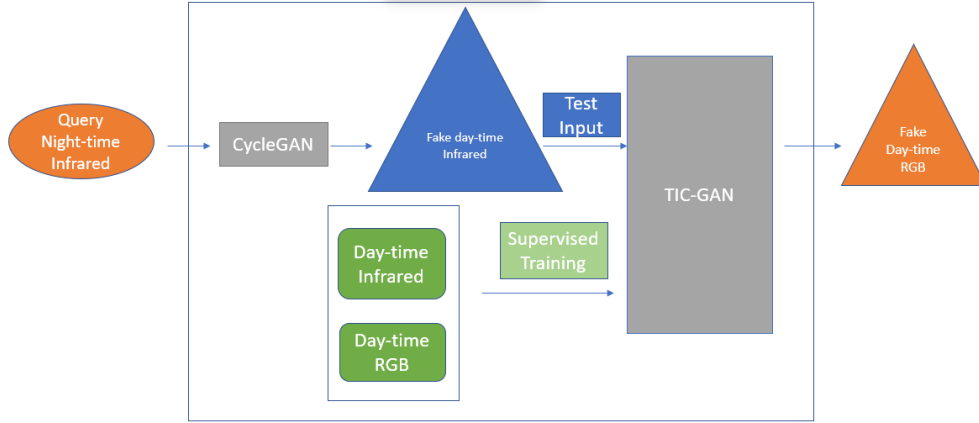 Query
Night-time
Infrared
CycleGAN
Fake day-time
Infrared
Test
Input
TIC-GAN
Fake
Day-time
RGB
Day-time
Infrared
Supervised
Training
Day-time
RGB